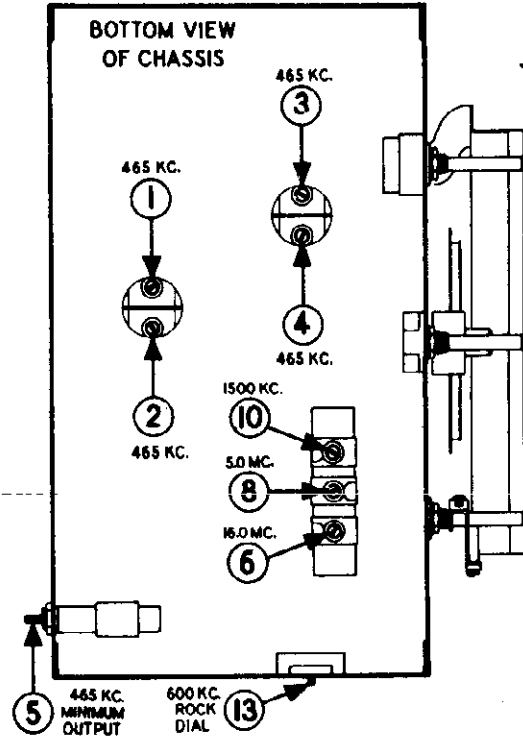 BOTTOM VIEW
OF CHASSIS
465 KC.
3
465 KC.
1
4
465 KC.
2
465 KC.
1500 KC.
10
5.0 MC.
8
16.0 MC.
6
5
465 KC.
MINIMUM
OUTPUT
600 KC.
ROCK
DIAL
13